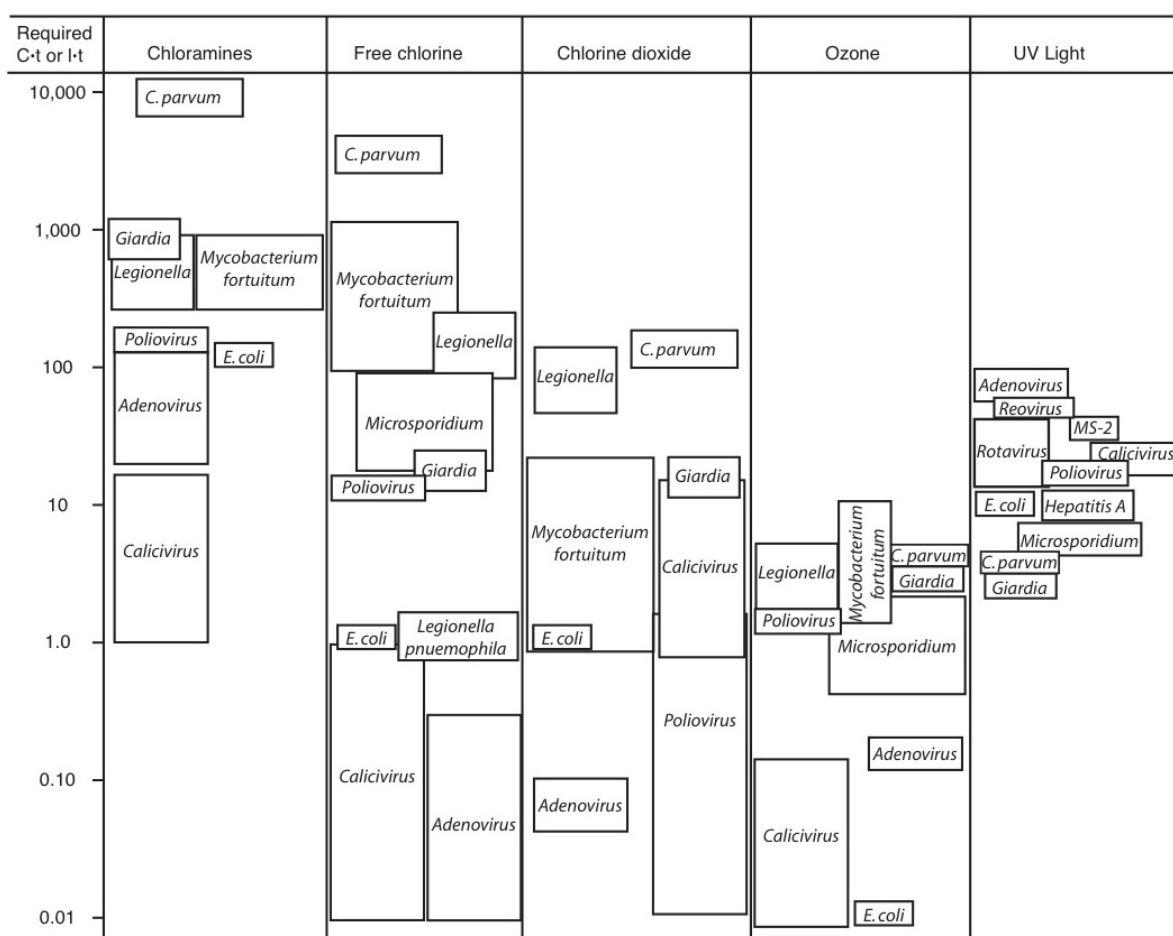 Required
C•t or I•t
Chloramines
Free chlorine
Chlorine dioxide
Ozone
UV Light
10,000
1,000
100
10
1.0
0.10
0.01
C. parvum
Giardia
Legionella
Mycobacterium
fortuitum
Poliovirus
E. coli
Adenovirus
Calicivirus
C. parvum
Mycobacterium
fortuitum
Legionella
Microsporidium
Giardia
Poliovirus
E. coli
Legionella
pnuemophila
Calicivirus
Adenovirus
Legionella
C. parvum
Giardia
Mycobacterium
fortuitum
Calicivirus
E. coli
Poliovirus
Adenovirus
Legionella
Mycobacterium
fortuitum
C. parvum
Giardia
Poliovirus
Microsporidium
Adenovirus
Calicivirus
E. coli
Adenovirus
Reovirus
MS-2
Rotavirus
Calicivirus
Poliovirus
E. coli
Hepatitis A
Microsporidium
C. parvum
Giardia